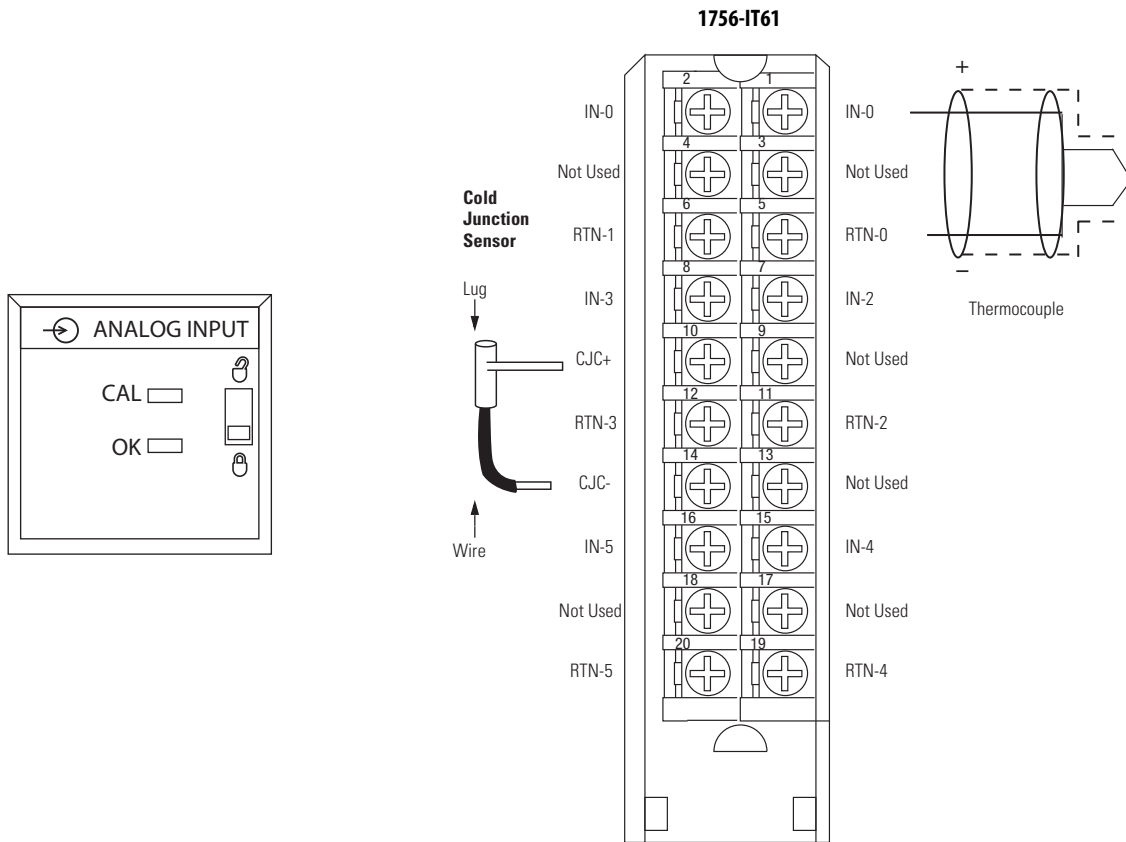 1756-IT61
2 1
IN-0 IN-0
4 3
Not Used Not Used
6 5
RTN-1 RTN-0
8 7
IN-3 IN-2
10 9
CJC+ Not Used
12 11
RTN-3 RTN-2
14 13
CJC- Not Used
16 15
IN-5 IN-4
18 17
Not Used Not Used
20 19
RTN-5 RTN-4
+
−
Thermocouple
Cold
Junction
Sensor
Lug
Wire
ANALOG INPUT
CAL
OK